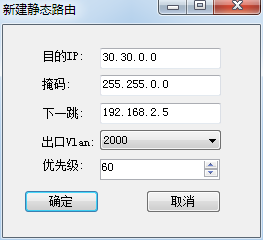 新建静态路由
目的IP: 30.30.0.0
掩码: 255.255.0.0
下一跳: 192.168.2.5
出口Vlan: 2000
优先级: 60
确定 取消